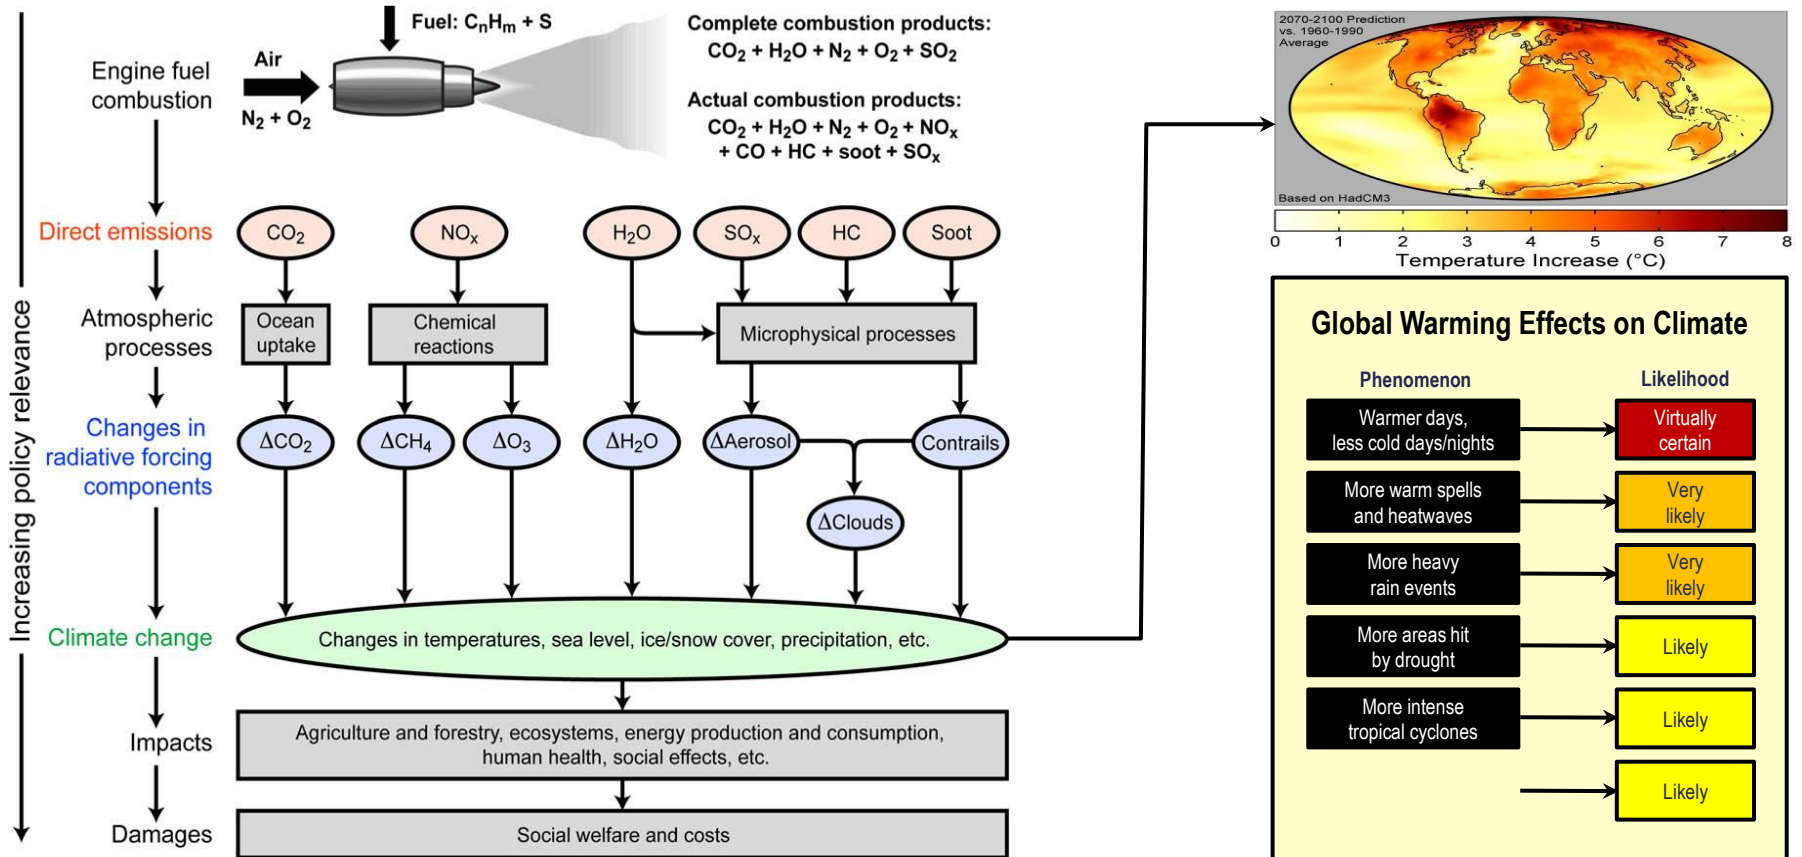 Increasing policy relevance
Engine fuel
combustion
Direct emissions
Atmospheric
processes
Changes in
radiative forcing
components
Climate change
Impacts
Damages
Fuel: CₙHₘ + S
Air
N₂ + O₂
Complete combustion products:
CO₂ + H₂O + N₂ + O₂ + SO₂
Actual combustion products:
CO₂ + H₂O + N₂ + O₂ + NOₓ
+ CO + HC + soot + SOₓ
CO₂
NOₓ
H₂O
SOₓ
HC
Soot
Ocean
uptake
Chemical
reactions
Microphysical processes
ΔCO₂
ΔCH₄
ΔO₃
ΔH₂O
ΔAerosol
Contrails
ΔClouds
Changes in temperatures, sea level, ice/snow cover, precipitation, etc.
Agriculture and forestry, ecosystems, energy production and consumption,
human health, social effects, etc.
Social welfare and costs
2070-2100 Prediction
vs. 1960-1990
Average
Based on HadCM3
0 1 2 3 4 5 6 7 8
Temperature Increase (°C)
Global Warming Effects on Climate
Phenomenon Likelihood
Warmer days,
less cold days/nights
Virtually
certain
More warm spells
and heatwaves
Very
likely
More heavy
rain events
Very
likely
More areas hit
by drought
Likely
More intense
tropical cyclones
Likely
Likely